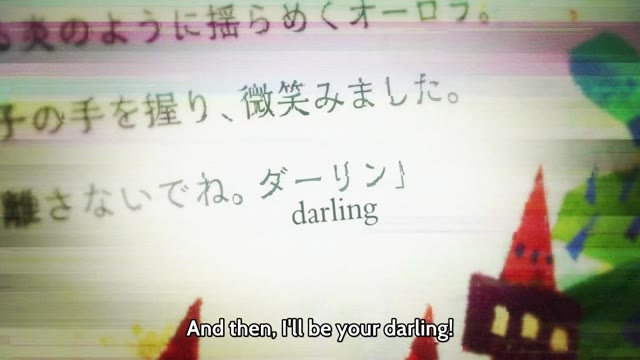 炎のように揺らめくオーロラ。
子の手を握り、微笑みました。
離さないでね。ダーリン」
darling
And then, I'll be your darling!